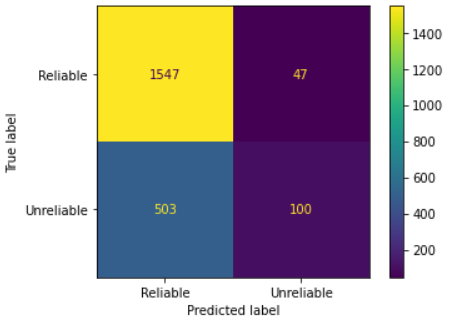 Reliable
Unreliable
True label
1547 47
503 100
Reliable Unreliable
Predicted label
1400
1200
1000
800
600
400
200